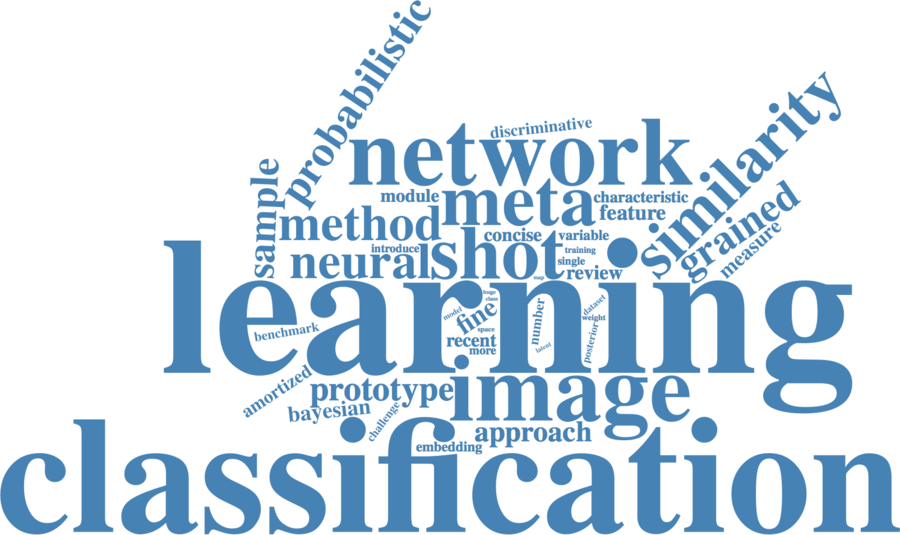 probabilistic
similarity
discriminative
network
sample
module
meta
characteristic
grained
method
feature
concise
variable
measure
introduce
shot
training
neural
single
review
map
learning
huge
class
model
fine
space
number
dataset
weight
posterior
benchmark
recent
more
latent
image
amortized
prototype
bayesian
challenge
approach
embedding
classification